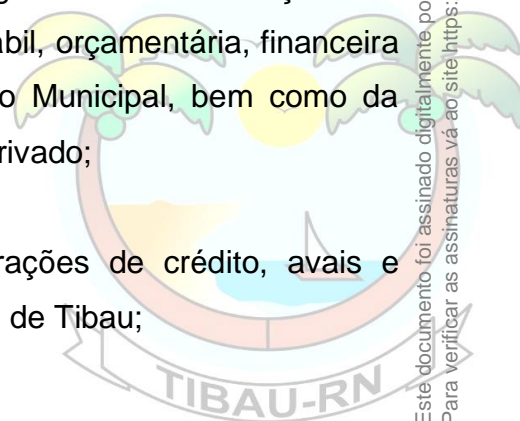 abil, orçamentária, financeira
o Municipal, bem como da
rivado;
rações de crédito, avais e
de Tibau;
TIBAU-RN
Este documento foi assinado digitalmente po
Para verificar as assinaturas vá ao site https: